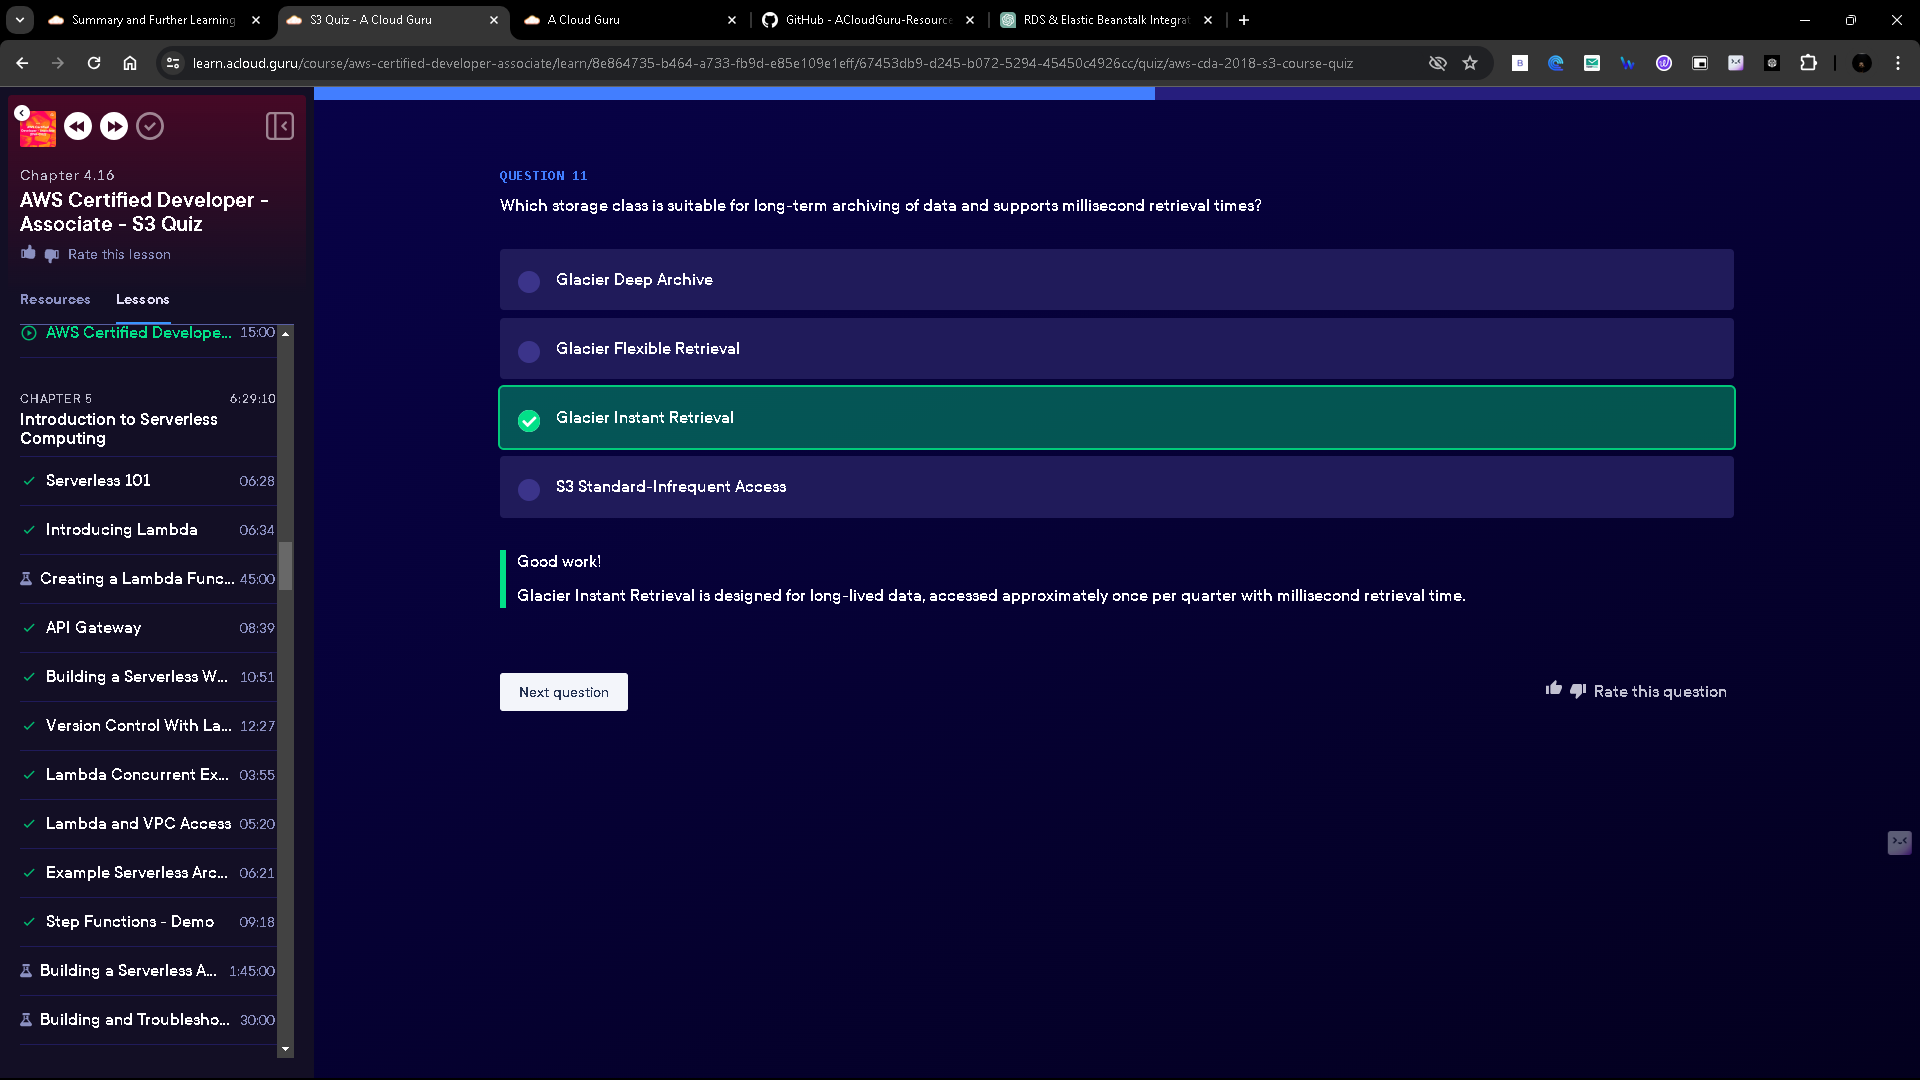 Summary and Further Learning
S3 Quiz - A Cloud Guru
A Cloud Guru
GitHub - ACloudGuru-Resource
RDS & Elastic Beanstalk Integrat
learn.acloud.guru/course/aws-certified-developer-associate/learn/8e864735-b464-a733-fb9d-e85e109e1eff/67453db9-d245-b072-5294-45450c4926cc/quiz/aws-cda-2018-s3-course-quiz
Chapter 4.16
AWS Certified Developer -
Associate - S3 Quiz
Rate this lesson
Resources
Lessons
AWS Certified Develope... 15:00
CHAPTER 5 6:29:10
Introduction to Serverless
Computing
Serverless 101 06:28
Introducing Lambda 06:34
Creating a Lambda Func... 45:00
API Gateway 08:39
Building a Serverless W... 10:51
Version Control With La... 12:27
Lambda Concurrent Ex... 03:55
Lambda and VPC Access 05:20
Example Serverless Arc... 06:21
Step Functions - Demo 09:18
Building a Serverless A... 1:45:00
Building and Troublesho... 30:00
QUESTION 11
Which storage class is suitable for long-term archiving of data and supports millisecond retrieval times?
Glacier Deep Archive
Glacier Flexible Retrieval
Glacier Instant Retrieval
S3 Standard-Infrequent Access
Good work!
Glacier Instant Retrieval is designed for long-lived data, accessed approximately once per quarter with millisecond retrieval time.
Next question
Rate this question